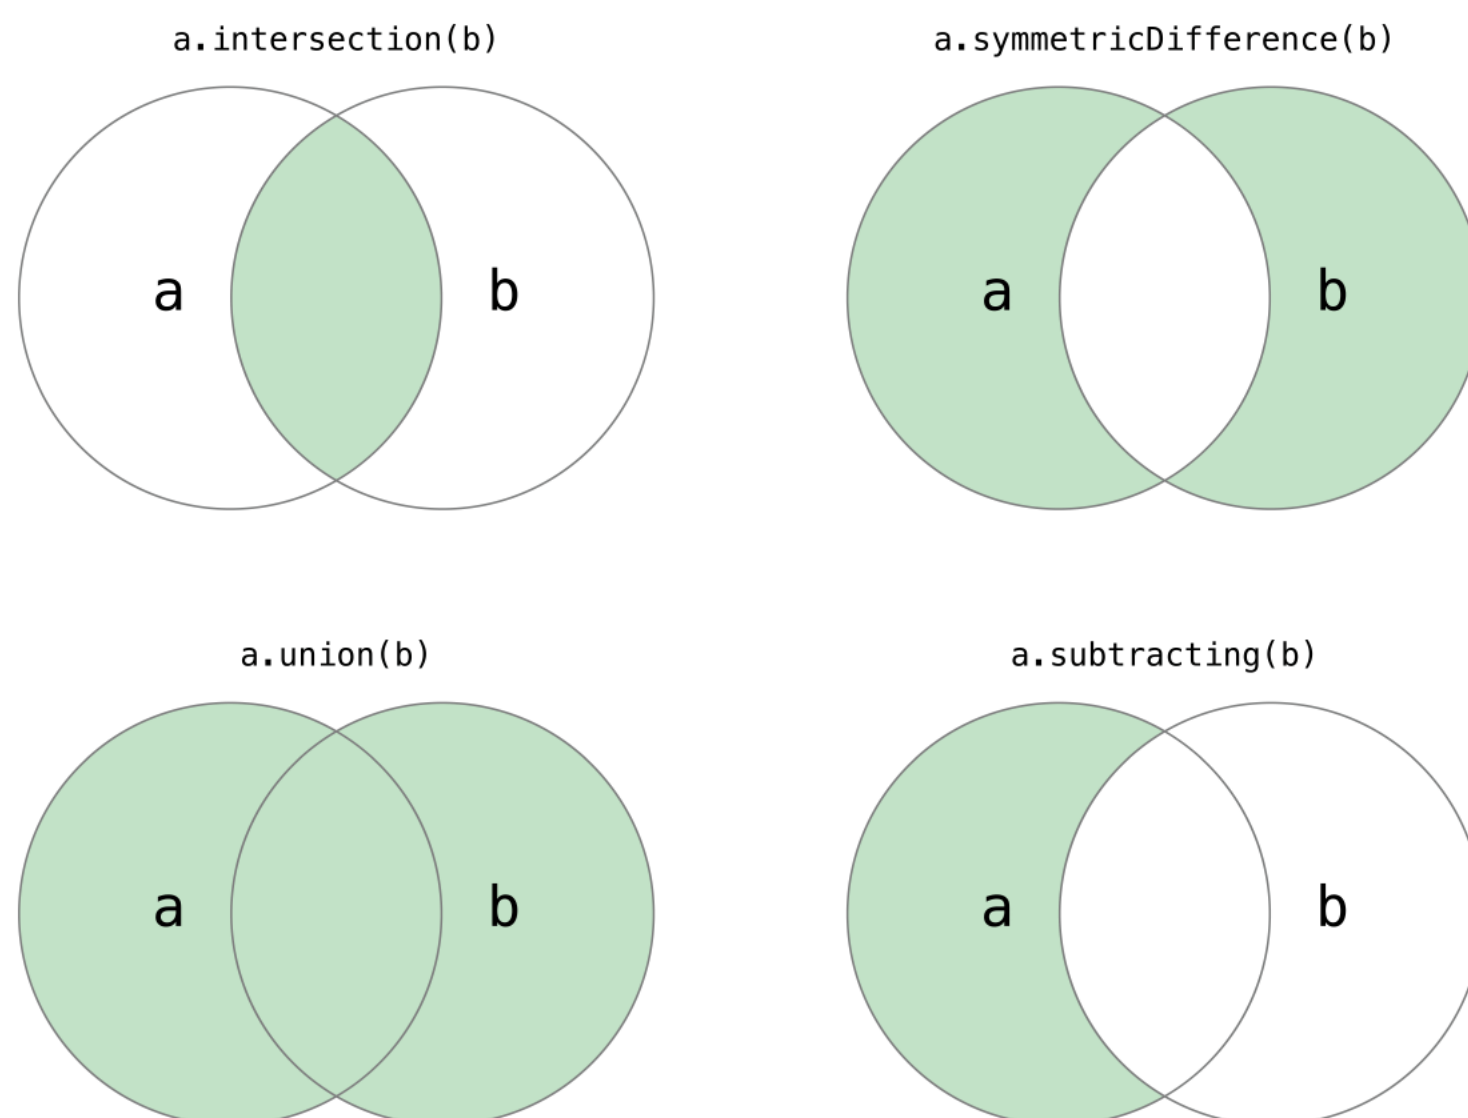 a.intersection(b)
a.symmetricDifference(b)
a b
a b
a.union(b)
a.subtracting(b)
a b
a b